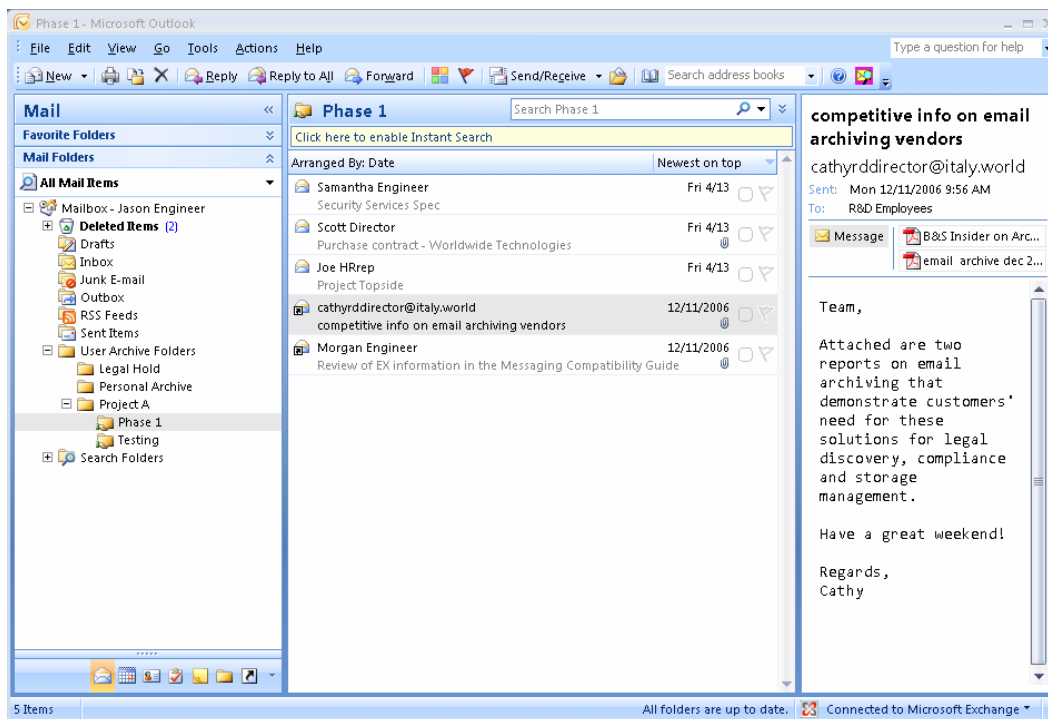 Phase 1 - Microsoft Outlook
File Edit View Go Tools Actions Help
Type a question for help
New Reply Reply to All Forward Send/Receive Search address books
Mail
Favorite Folders
Mail Folders
All Mail Items
Mailbox - Jason Engineer
Deleted Items (2)
Drafts
Inbox
Junk E-mail
Outbox
RSS Feeds
Sent Items
User Archive Folders
Legal Hold
Personal Archive
Project A
Phase 1
Testing
Search Folders
Phase 1
Search Phase 1
Click here to enable Instant Search
Arranged By: Date Newest on top
Samantha Engineer Fri 4/13
Security Services Spec
Scott Director Fri 4/13
Purchase contract - Worldwide Technologies
Joe HRrep Fri 4/13
Project Topside
cathyrddirector@italy.world 12/11/2006
competitive info on email archiving vendors
Morgan Engineer 12/11/2006
Review of EX information in the Messaging Compatibility Guide
competitive info on email
archiving vendors
cathyrddirector@italy.world
Sent: Mon 12/11/2006 9:56 AM
To: R&D Employees
Message B&S Insider on Arc...
email archive dec 2...
Team,
Attached are two
reports on email
archiving that
demonstrate customers'
need for these
solutions for legal
discovery, compliance
and storage
management.
Have a great weekend!
Regards,
Cathy
5 Items All folders are up to date. Connected to Microsoft Exchange